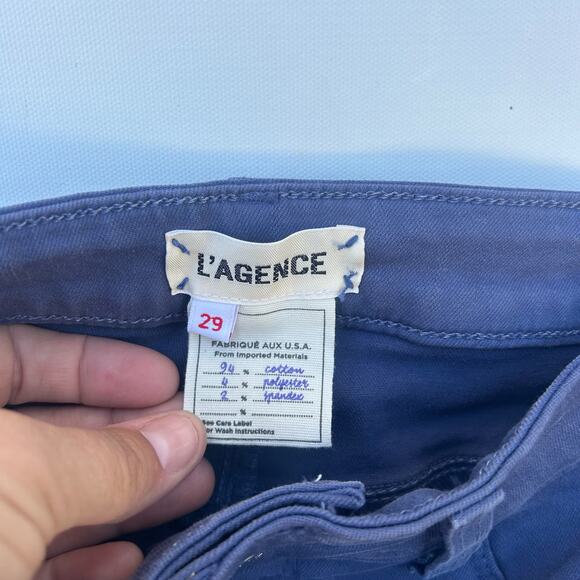 L'AGENCE
29
FABRIQUÉ AUX U.S.A.
From Imported Materials
94 % cotton
4 % polyester
2 % spandex
%
See Care Label
For Wash Instructions